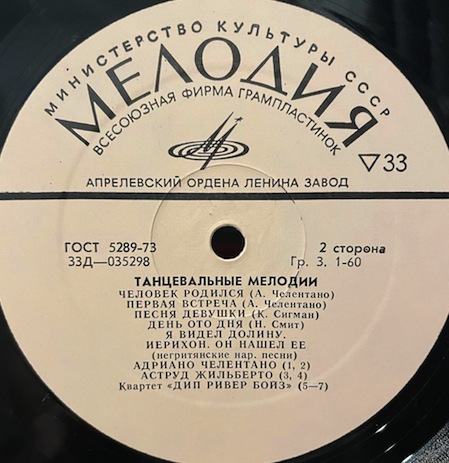 МИНИСТЕРСТВО КУЛЬТУРЫ СССР
МЕЛОДИЯ
ВСЕСОЮЗНАЯ ФИРМА ГРАМПЛАСТИНОК
▽33
АПРЕЛЕВСКИЙ ОРДЕНА ЛЕНИНА ЗАВОД
ГОСТ 5289-73
2 сторона
33Д—035298
Гр. 3. 1-60
ТАНЦЕВАЛЬНЫЕ МЕЛОДИИ
ЧЕЛОВЕК РОДИЛСЯ (А. Челентано)
ПЕРВАЯ ВСТРЕЧА (А. Челентано)
ПЕСНЯ ДЕВУШКИ (К. Сигман)
ДЕНЬ ОТО ДНЯ (Н. Смит)
Я ВИДЕЛ ДОЛИНУ,
ИЕРИХОН, ОН НАШЕЛ ЕЕ
(негритянские нар. песни)
АДРИАНО ЧЕЛЕНТАНО (1, 2)
АСТРУД ЖИЛЬБЕРТО (3, 4)
Квартет «ДИП РИВЕР БОЙЗ» (5—7)